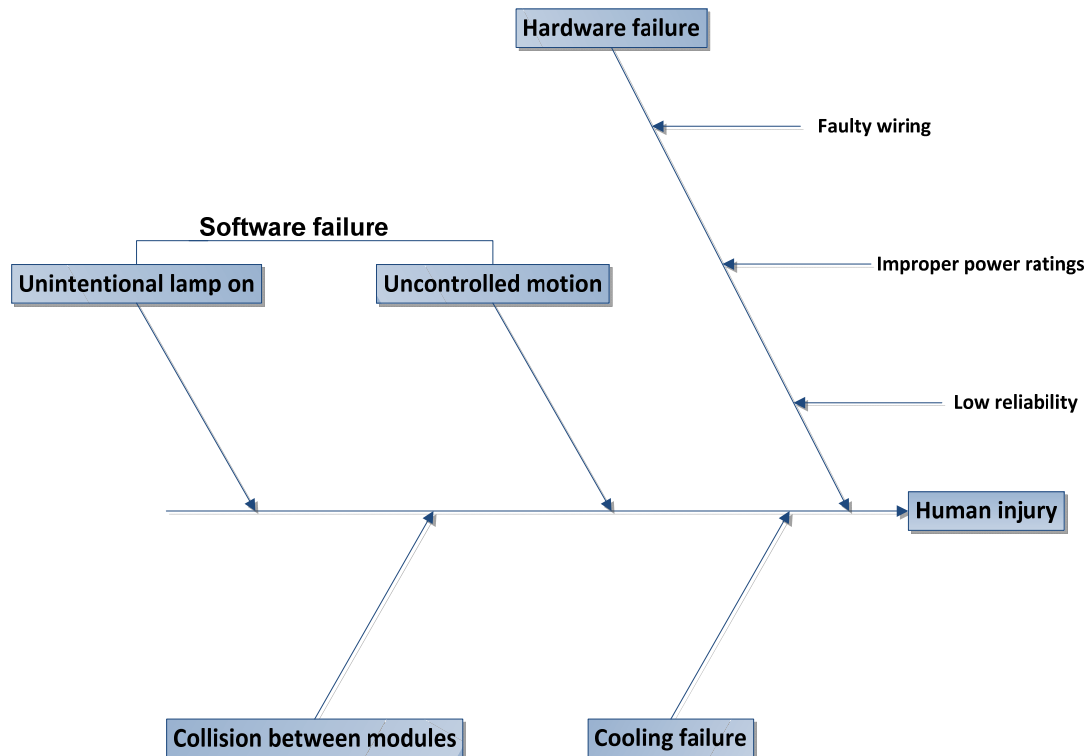 Hardware failure
Faulty wiring
Software failure
Unintentional lamp on
Uncontrolled motion
Improper power ratings
Low reliability
Human injury
Collision between modules
Cooling failure